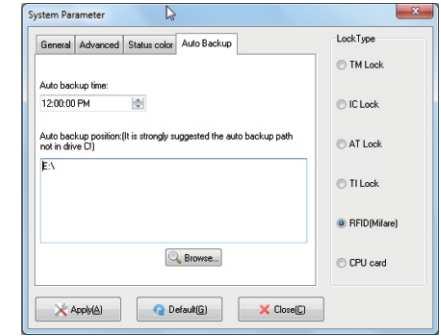 System Parameter
General Advanced Status color Auto Backup
Auto backup time:
12:00:00 PM
Auto backup position:(It is strongly suggested the auto backup path
not in drive C!)
E:\
Browse...
LockType
TM Lock
IC Lock
AT Lock
TI Lock
RFID(Mifare)
CPU card
Apply(A) Default(G) Close(C)